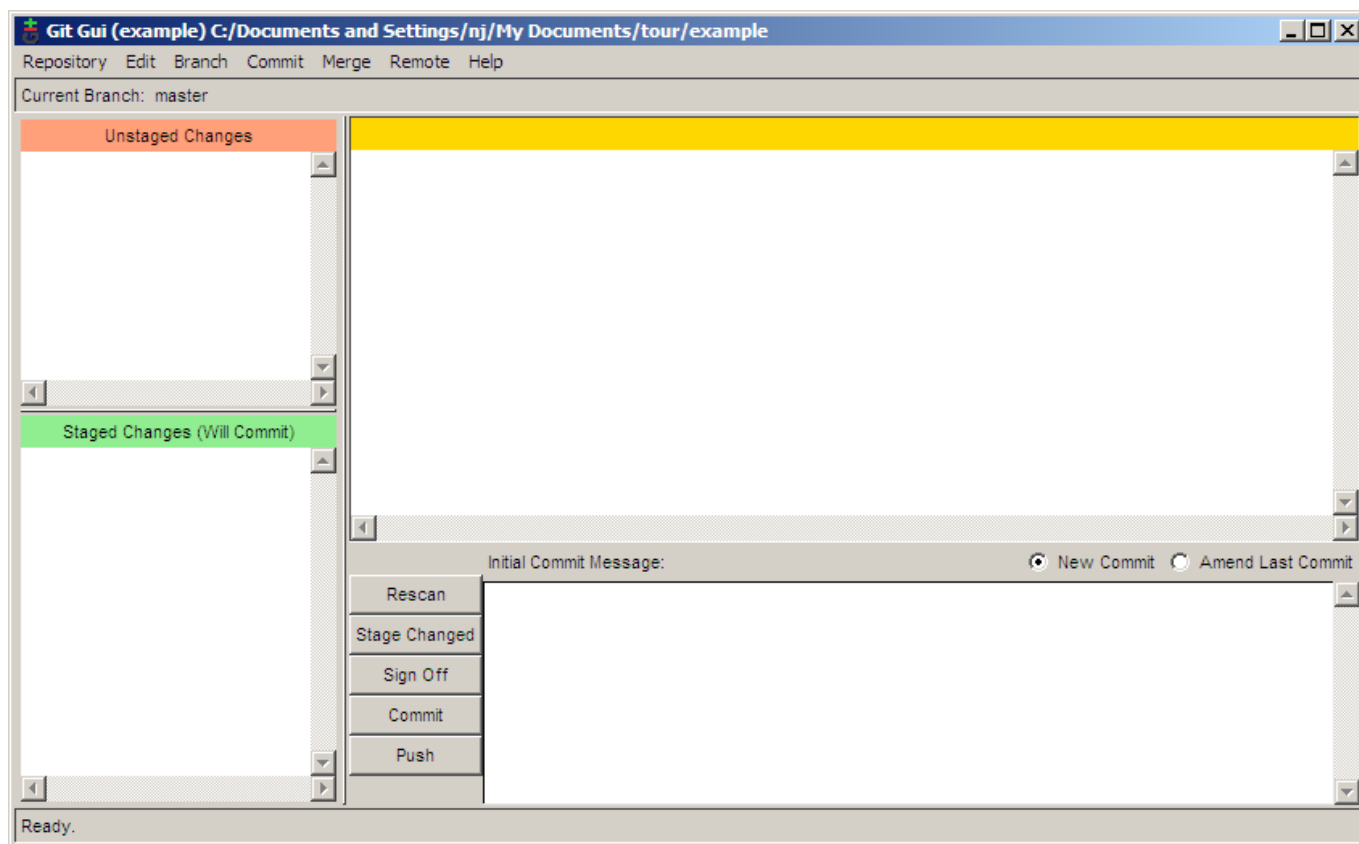 Git Gui (example) C:/Documents and Settings/nj/My Documents/tour/example
Repository Edit Branch Commit Merge Remote Help
Current Branch: master
Unstaged Changes
Staged Changes (Will Commit)
Initial Commit Message:
New Commit
Amend Last Commit
Rescan
Stage Changed
Sign Off
Commit
Push
Ready.